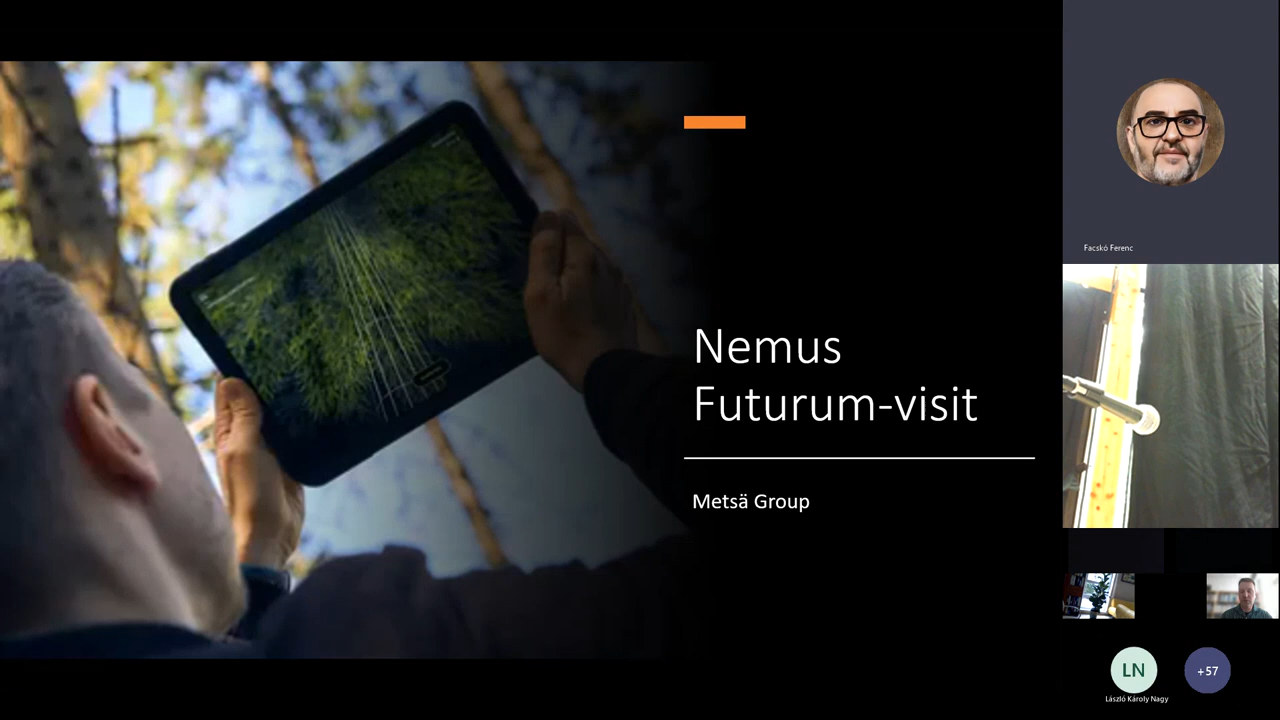 Nemus
Futurum-visit
Metsä Group
Facskó Ferenc
LN
+57
László Károly Nagy